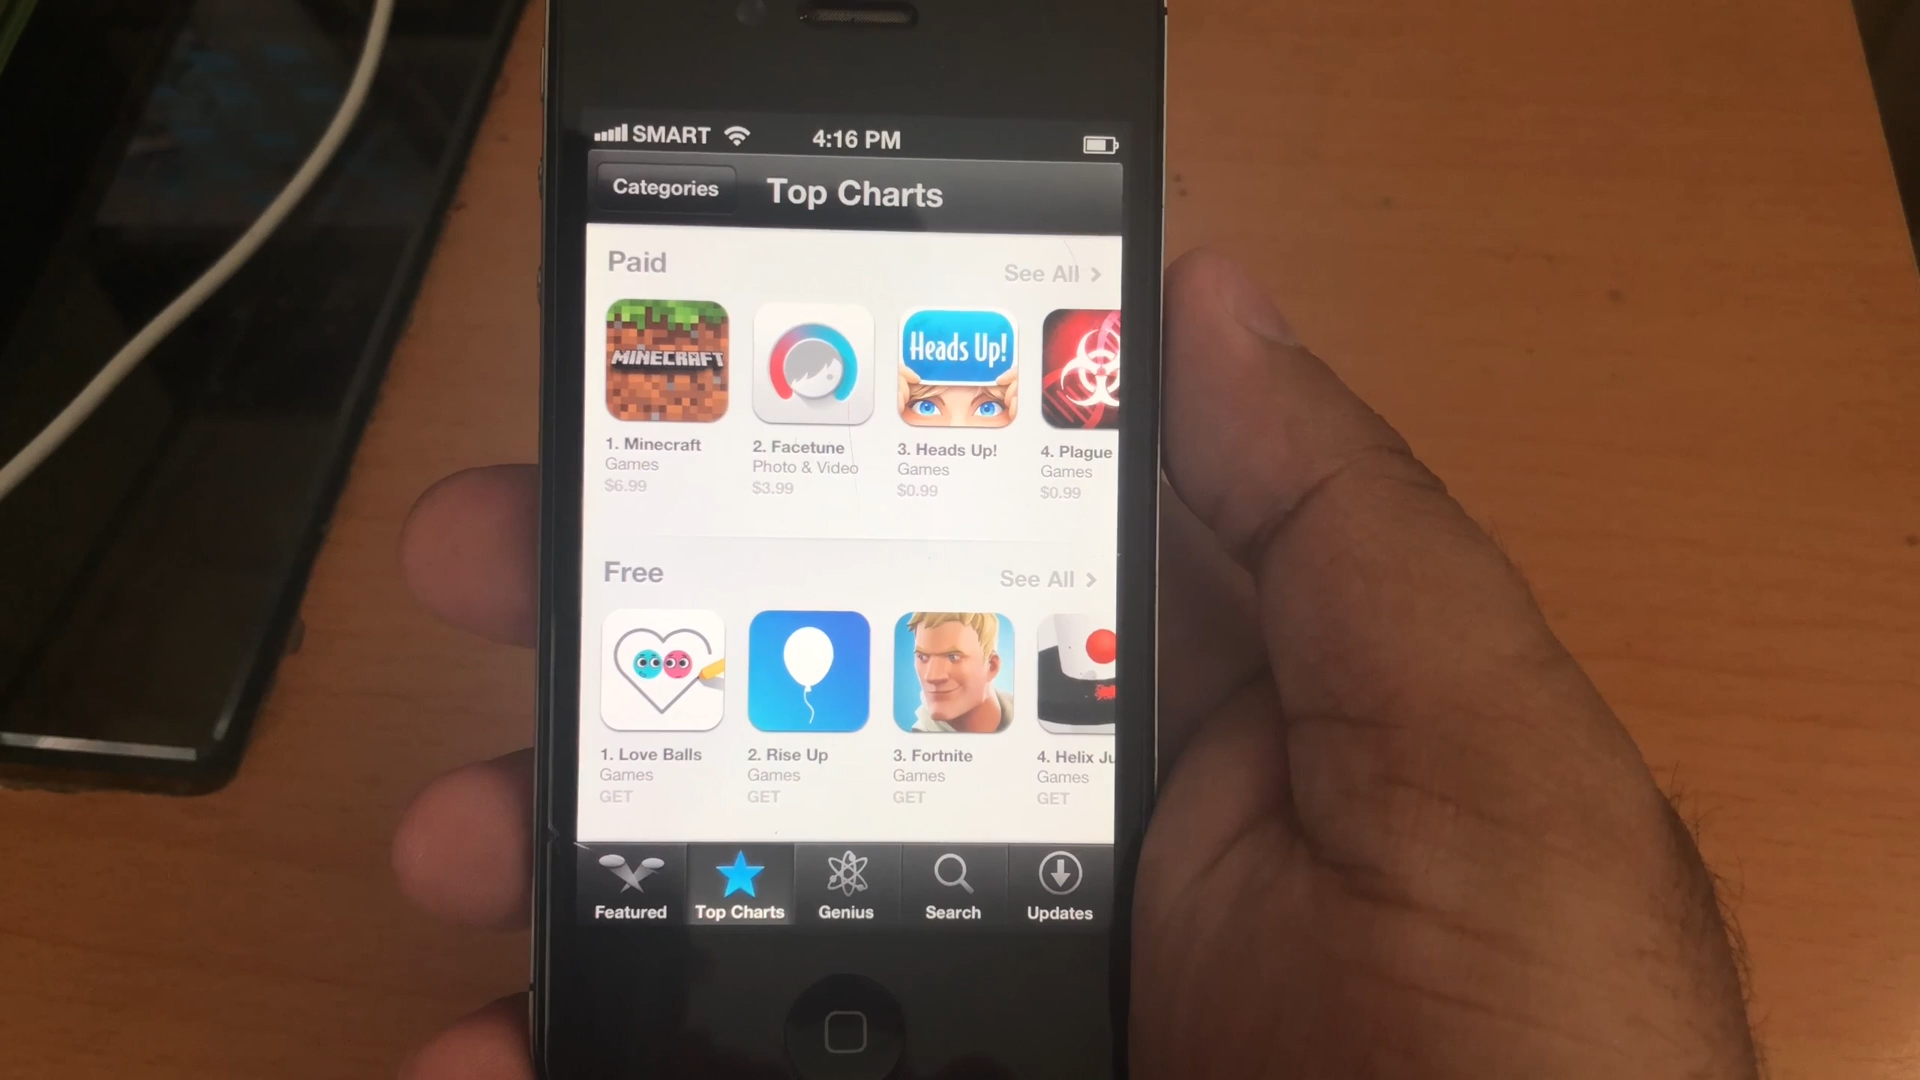 SMART 4:16 PM
Categories Top Charts
Paid See All >
MINECRAFT Heads Up!
1. Minecraft 2. Facetune 3. Heads Up! 4. Plague
Games Photo & Video Games Games
$6.99 $3.99 $0.99 $0.99
Free See All >
1. Love Balls 2. Rise Up 3. Fortnite 4. Helix Ju
Games Games Games Games
GET GET GET GET
Featured Top Charts Genius Search Updates